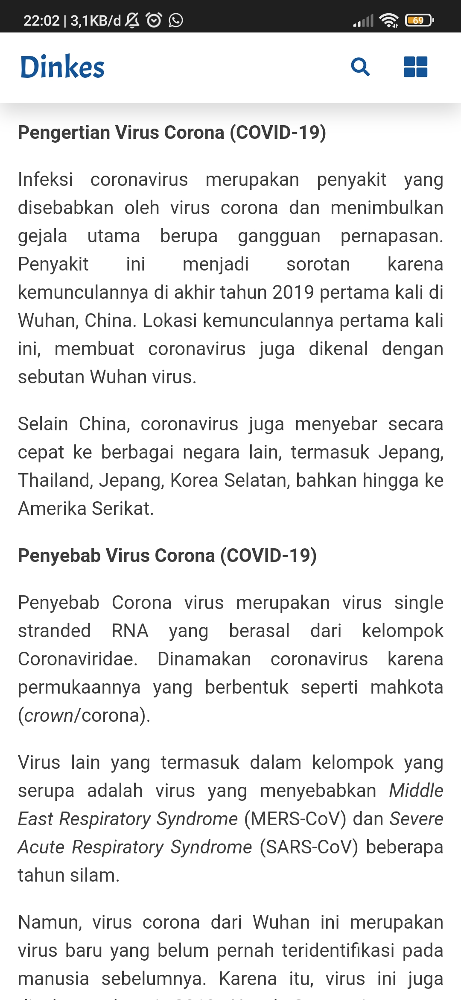 22:02 | 3,1KB/d
69
Dinkes
Pengertian Virus Corona (COVID-19)
Infeksi coronavirus merupakan penyakit yang
disebabkan oleh virus corona dan menimbulkan
gejala utama berupa gangguan pernapasan.
Penyakit ini menjadi sorotan karena
kemunculannya di akhir tahun 2019 pertama kali di
Wuhan, China. Lokasi kemunculannya pertama kali
ini, membuat coronavirus juga dikenal dengan
sebutan Wuhan virus.
Selain China, coronavirus juga menyebar secara
cepat ke berbagai negara lain, termasuk Jepang,
Thailand, Jepang, Korea Selatan, bahkan hingga ke
Amerika Serikat.
Penyebab Virus Corona (COVID-19)
Penyebab Corona virus merupakan virus single
stranded RNA yang berasal dari kelompok
Coronaviridae. Dinamakan coronavirus karena
permukaannya yang berbentuk seperti mahkota
(crown/corona).
Virus lain yang termasuk dalam kelompok yang
serupa adalah virus yang menyebabkan Middle
East Respiratory Syndrome (MERS-CoV) dan Severe
Acute Respiratory Syndrome (SARS-CoV) beberapa
tahun silam.
Namun, virus corona dari Wuhan ini merupakan
virus baru yang belum pernah teridentifikasi pada
manusia sebelumnya. Karena itu, virus ini juga